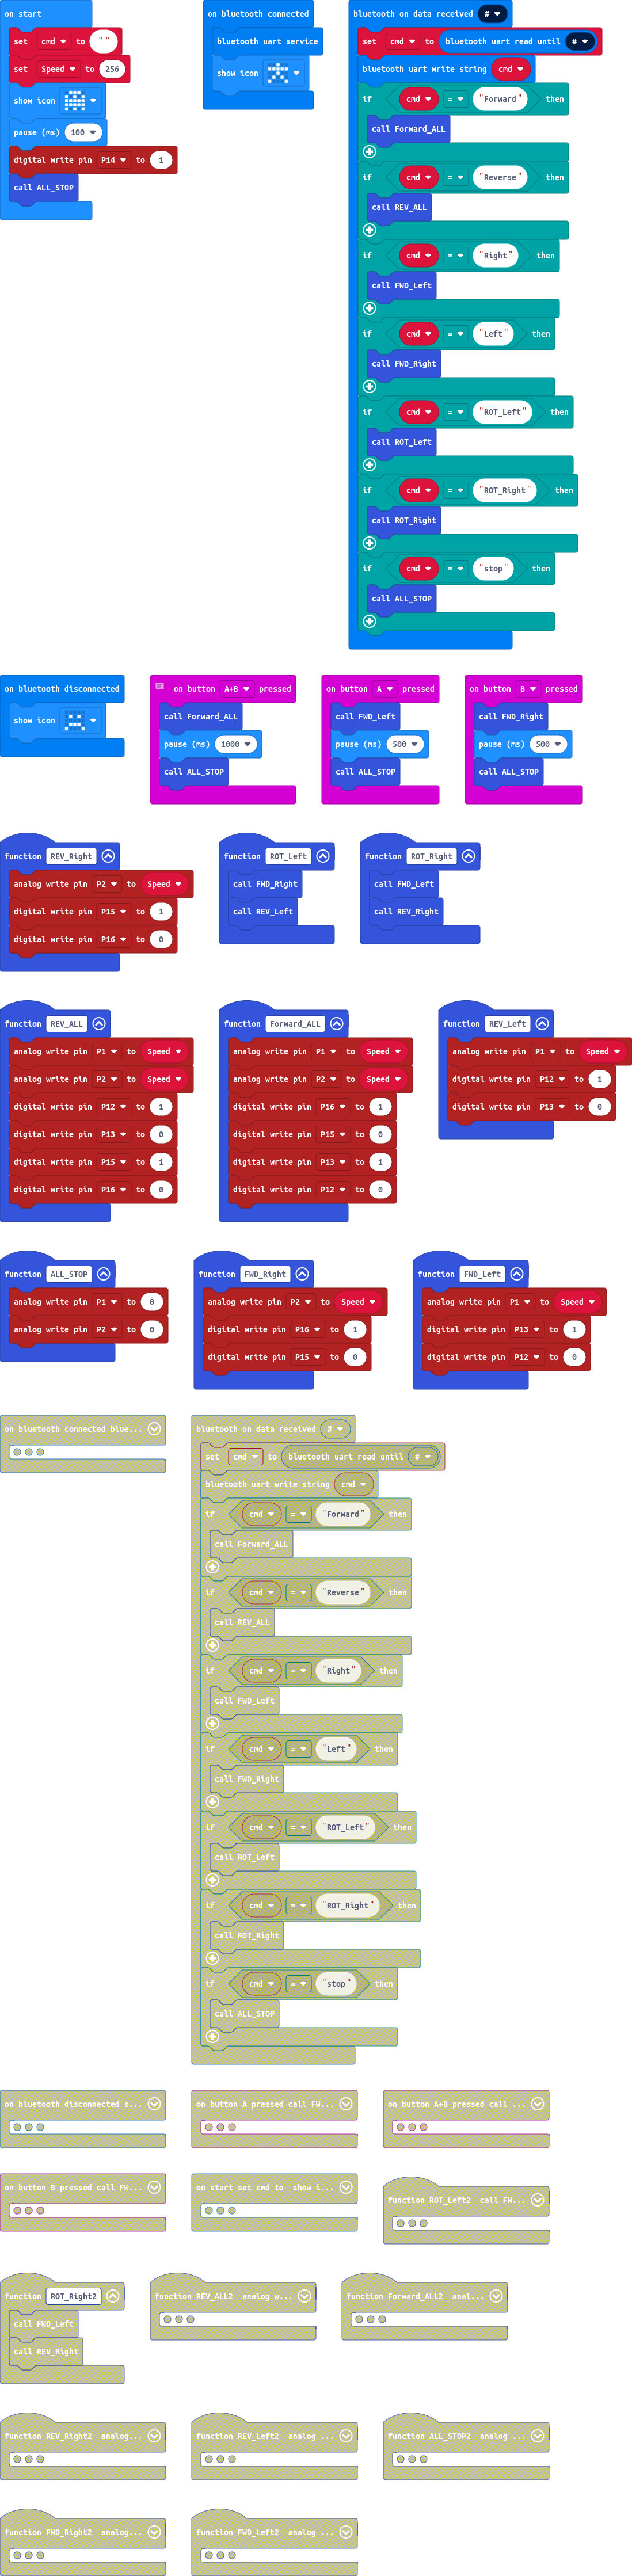 on start
set cmd to " "
set Speed to 256
show icon
pause (ms) 100
digital write pin P14 to 1
call ALL_STOP
on bluetooth connected
bluetooth uart service
show icon
bluetooth on data received #
set cmd to bluetooth uart read until #
bluetooth uart write string cmd
if cmd = "Forward" then
call Forward_ALL
if cmd = "Reverse" then
call REV_ALL
if cmd = "Right" then
call FWD_Left
if cmd = "Left" then
call FWD_Right
if cmd = "ROT_Left" then
call ROT_Left
if cmd = "ROT_Right" then
call ROT_Right
if cmd = "stop" then
call ALL_STOP
on bluetooth disconnected
show icon
on button A+B pressed
call Forward_ALL
pause (ms) 1000
call ALL_STOP
on button A pressed
call FWD_Left
pause (ms) 500
call ALL_STOP
on button B pressed
call FWD_Right
pause (ms) 500
call ALL_STOP
function REV_Right
analog write pin P2 to Speed
digital write pin P15 to 1
digital write pin P16 to 0
function ROT_Left
call FWD_Right
call REV_Left
function ROT_Right
call FWD_Left
call REV_Right
function REV_ALL
analog write pin P1 to Speed
analog write pin P2 to Speed
digital write pin P12 to 1
digital write pin P13 to 0
digital write pin P15 to 1
digital write pin P16 to 0
function Forward_ALL
analog write pin P1 to Speed
analog write pin P2 to Speed
digital write pin P16 to 1
digital write pin P15 to 0
digital write pin P13 to 1
digital write pin P12 to 0
function REV_Left
analog write pin P1 to Speed
digital write pin P12 to 1
digital write pin P13 to 0
function ALL_STOP
analog write pin P1 to 0
analog write pin P2 to 0
function FWD_Right
analog write pin P2 to Speed
digital write pin P16 to 1
digital write pin P15 to 0
function FWD_Left
analog write pin P1 to Speed
digital write pin P13 to 1
digital write pin P12 to 0
on bluetooth connected blue...
bluetooth on data received #
set cmd to bluetooth uart read until #
bluetooth uart write string cmd
if cmd = "Forward" then
call Forward_ALL
if cmd = "Reverse" then
call REV_ALL
if cmd = "Right" then
call FWD_Left
if cmd = "Left" then
call FWD_Right
if cmd = "ROT_Left" then
call ROT_Left
if cmd = "ROT_Right" then
call ROT_Right
if cmd = "stop" then
call ALL_STOP
on bluetooth disconnected s...
on button A pressed call FW...
on button A+B pressed call ...
on button B pressed call FW...
on start set cmd to show i...
function ROT_Left2 call FW...
function ROT_Right2
call FWD_Left
call REV_Right
function REV_ALL2 analog w...
function Forward_ALL2 anal...
function REV_Right2 analog...
function REV_Left2 analog ...
function ALL_STOP2 analog ...
function FWD_Right2 analog...
function FWD_Left2 analog ...